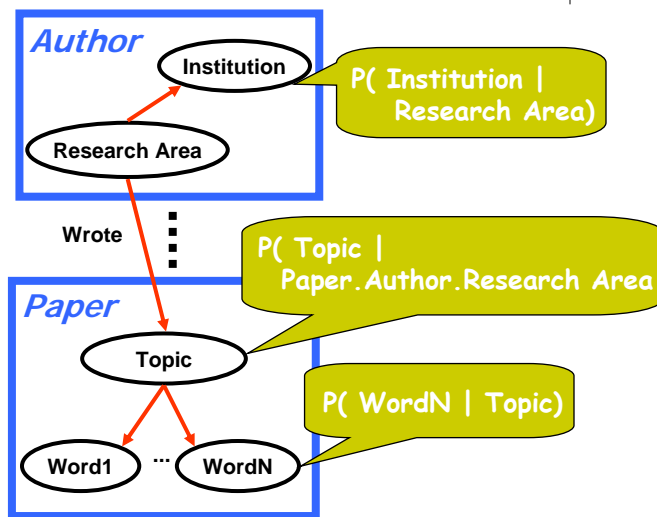 Author
Institution
P( Institution |
Research Area)
Research Area
Wrote
P( Topic |
Paper.Author.Research Area
Paper
Topic
P( WordN | Topic)
Word1
...
WordN